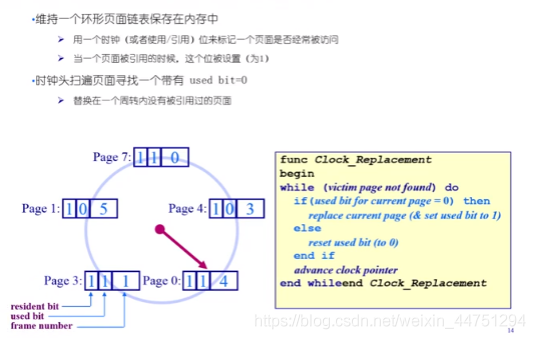 •维持一个环形页面链表保存在内存中
➢ 用一个时钟（或者使用/引用）位来标记一个页面是否经常被访问
➢ 当一个页面被引用的时候。这个位被设置（为1）
•时钟头扫遍页面寻找一个带有 used bit=0
➢ 替换在一个周转内没有被引用过的页面
Page 7: 1 1 0
Page 1: 1 0 5
Page 4: 1 0 3
Page 3: 1 1 1
Page 0: 1 1 4
resident bit
used bit
frame number
func Clock_Replacement
begin
while (victim page not found) do
if(used bit for current page = 0) then
replace current page (& set used bit to 1)
else
reset used bit (to 0)
end if
advance clock pointer
end whileend Clock_Replacement
https://blog.csdn.net/weixin_44751294
14